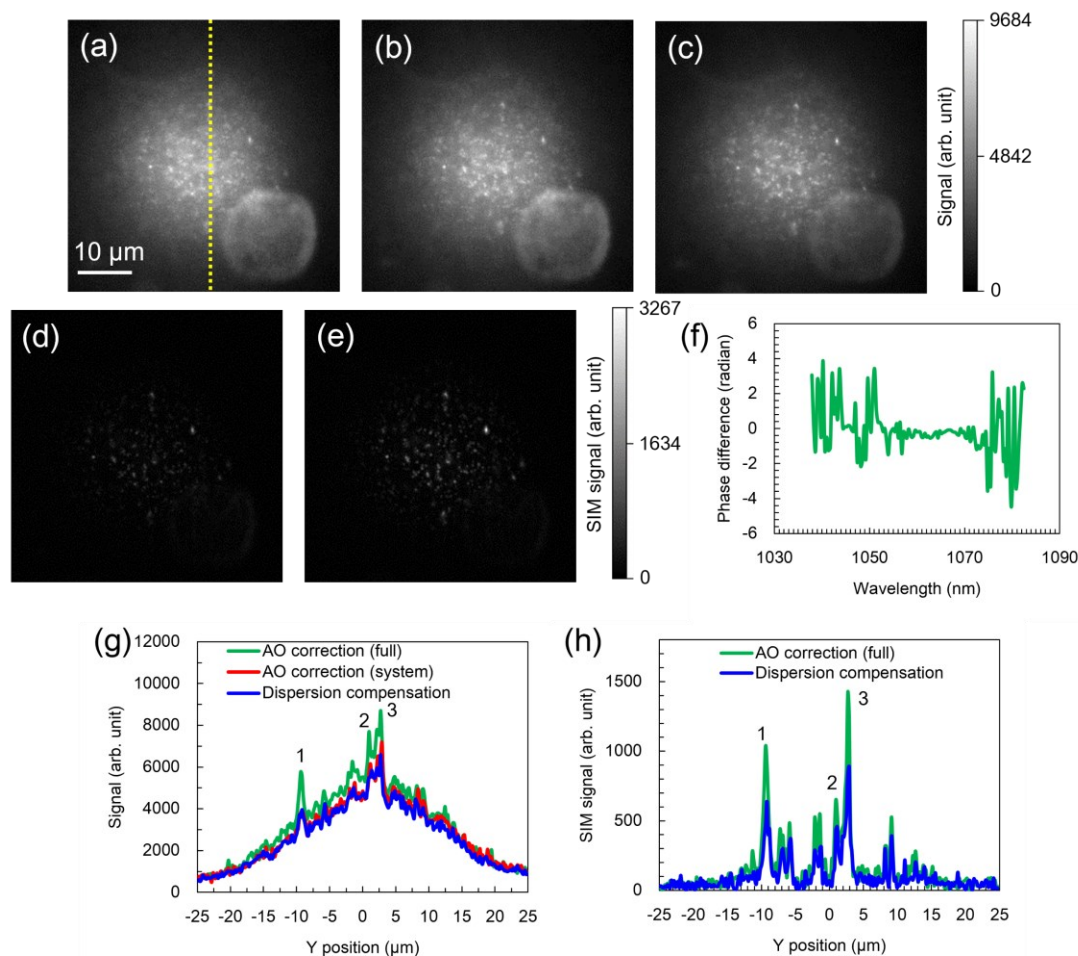 (a)
(b)
(c)
10 µm
9684
4842
0
Signal (arb. unit)
(d)
(e)
3267
1634
0
SIM signal (arb. unit)
(f)
6
4
2
0
-2
-4
-6
1030
1050
1070
1090
Phase difference (radian)
Wavelength (nm)
(g)
12000
10000
8000
6000
4000
2000
0
-25 -20 -15 -10 -5 0 5 10 15 20 25
Signal (arb. unit)
Y position (µm)
AO correction (full)
AO correction (system)
Dispersion compensation
1
2
3
(h)
1500
1000
500
0
-25 -20 -15 -10 -5 0 5 10 15 20 25
SIM signal (arb. unit)
Y position (µm)
AO correction (full)
Dispersion compensation
1
2
3